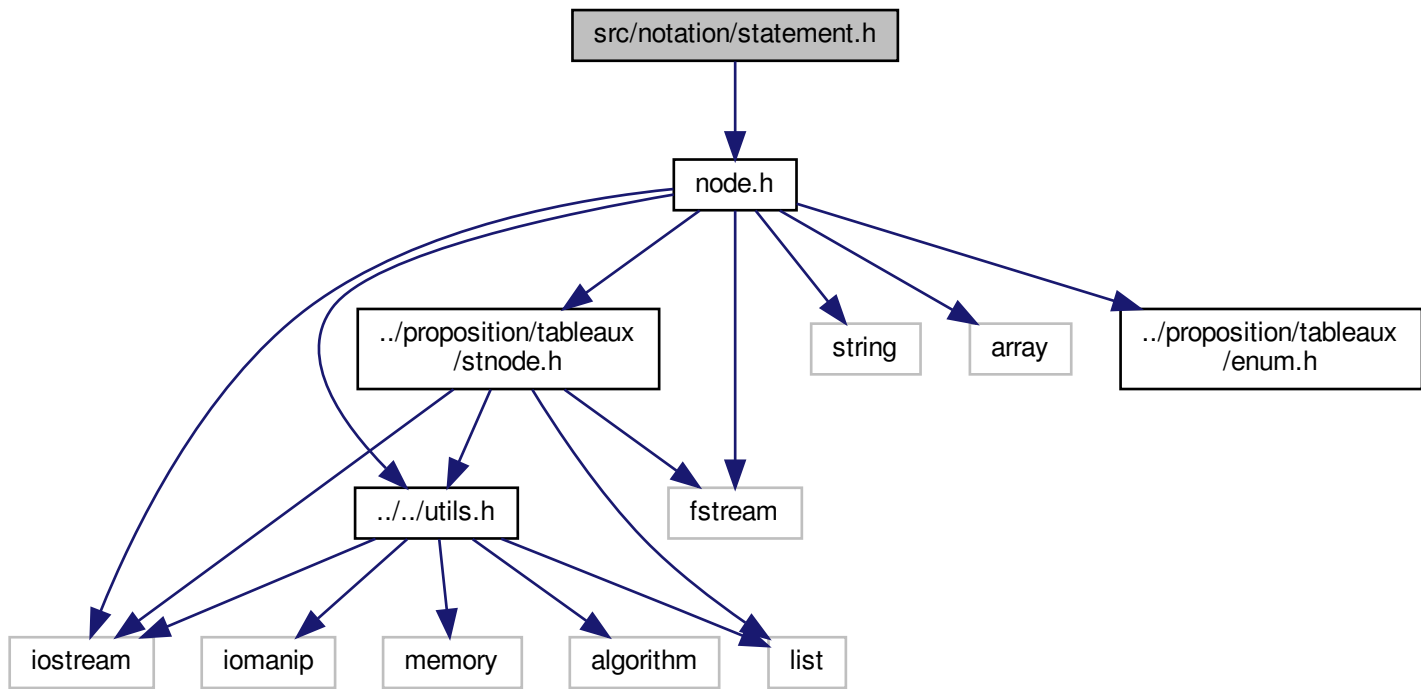 src/notation/statement.h
node.h
../proposition/tableaux
/stnode.h
string
array
../proposition/tableaux
/enum.h
../../utils.h
fstream
iostream
iomanip
memory
algorithm
list